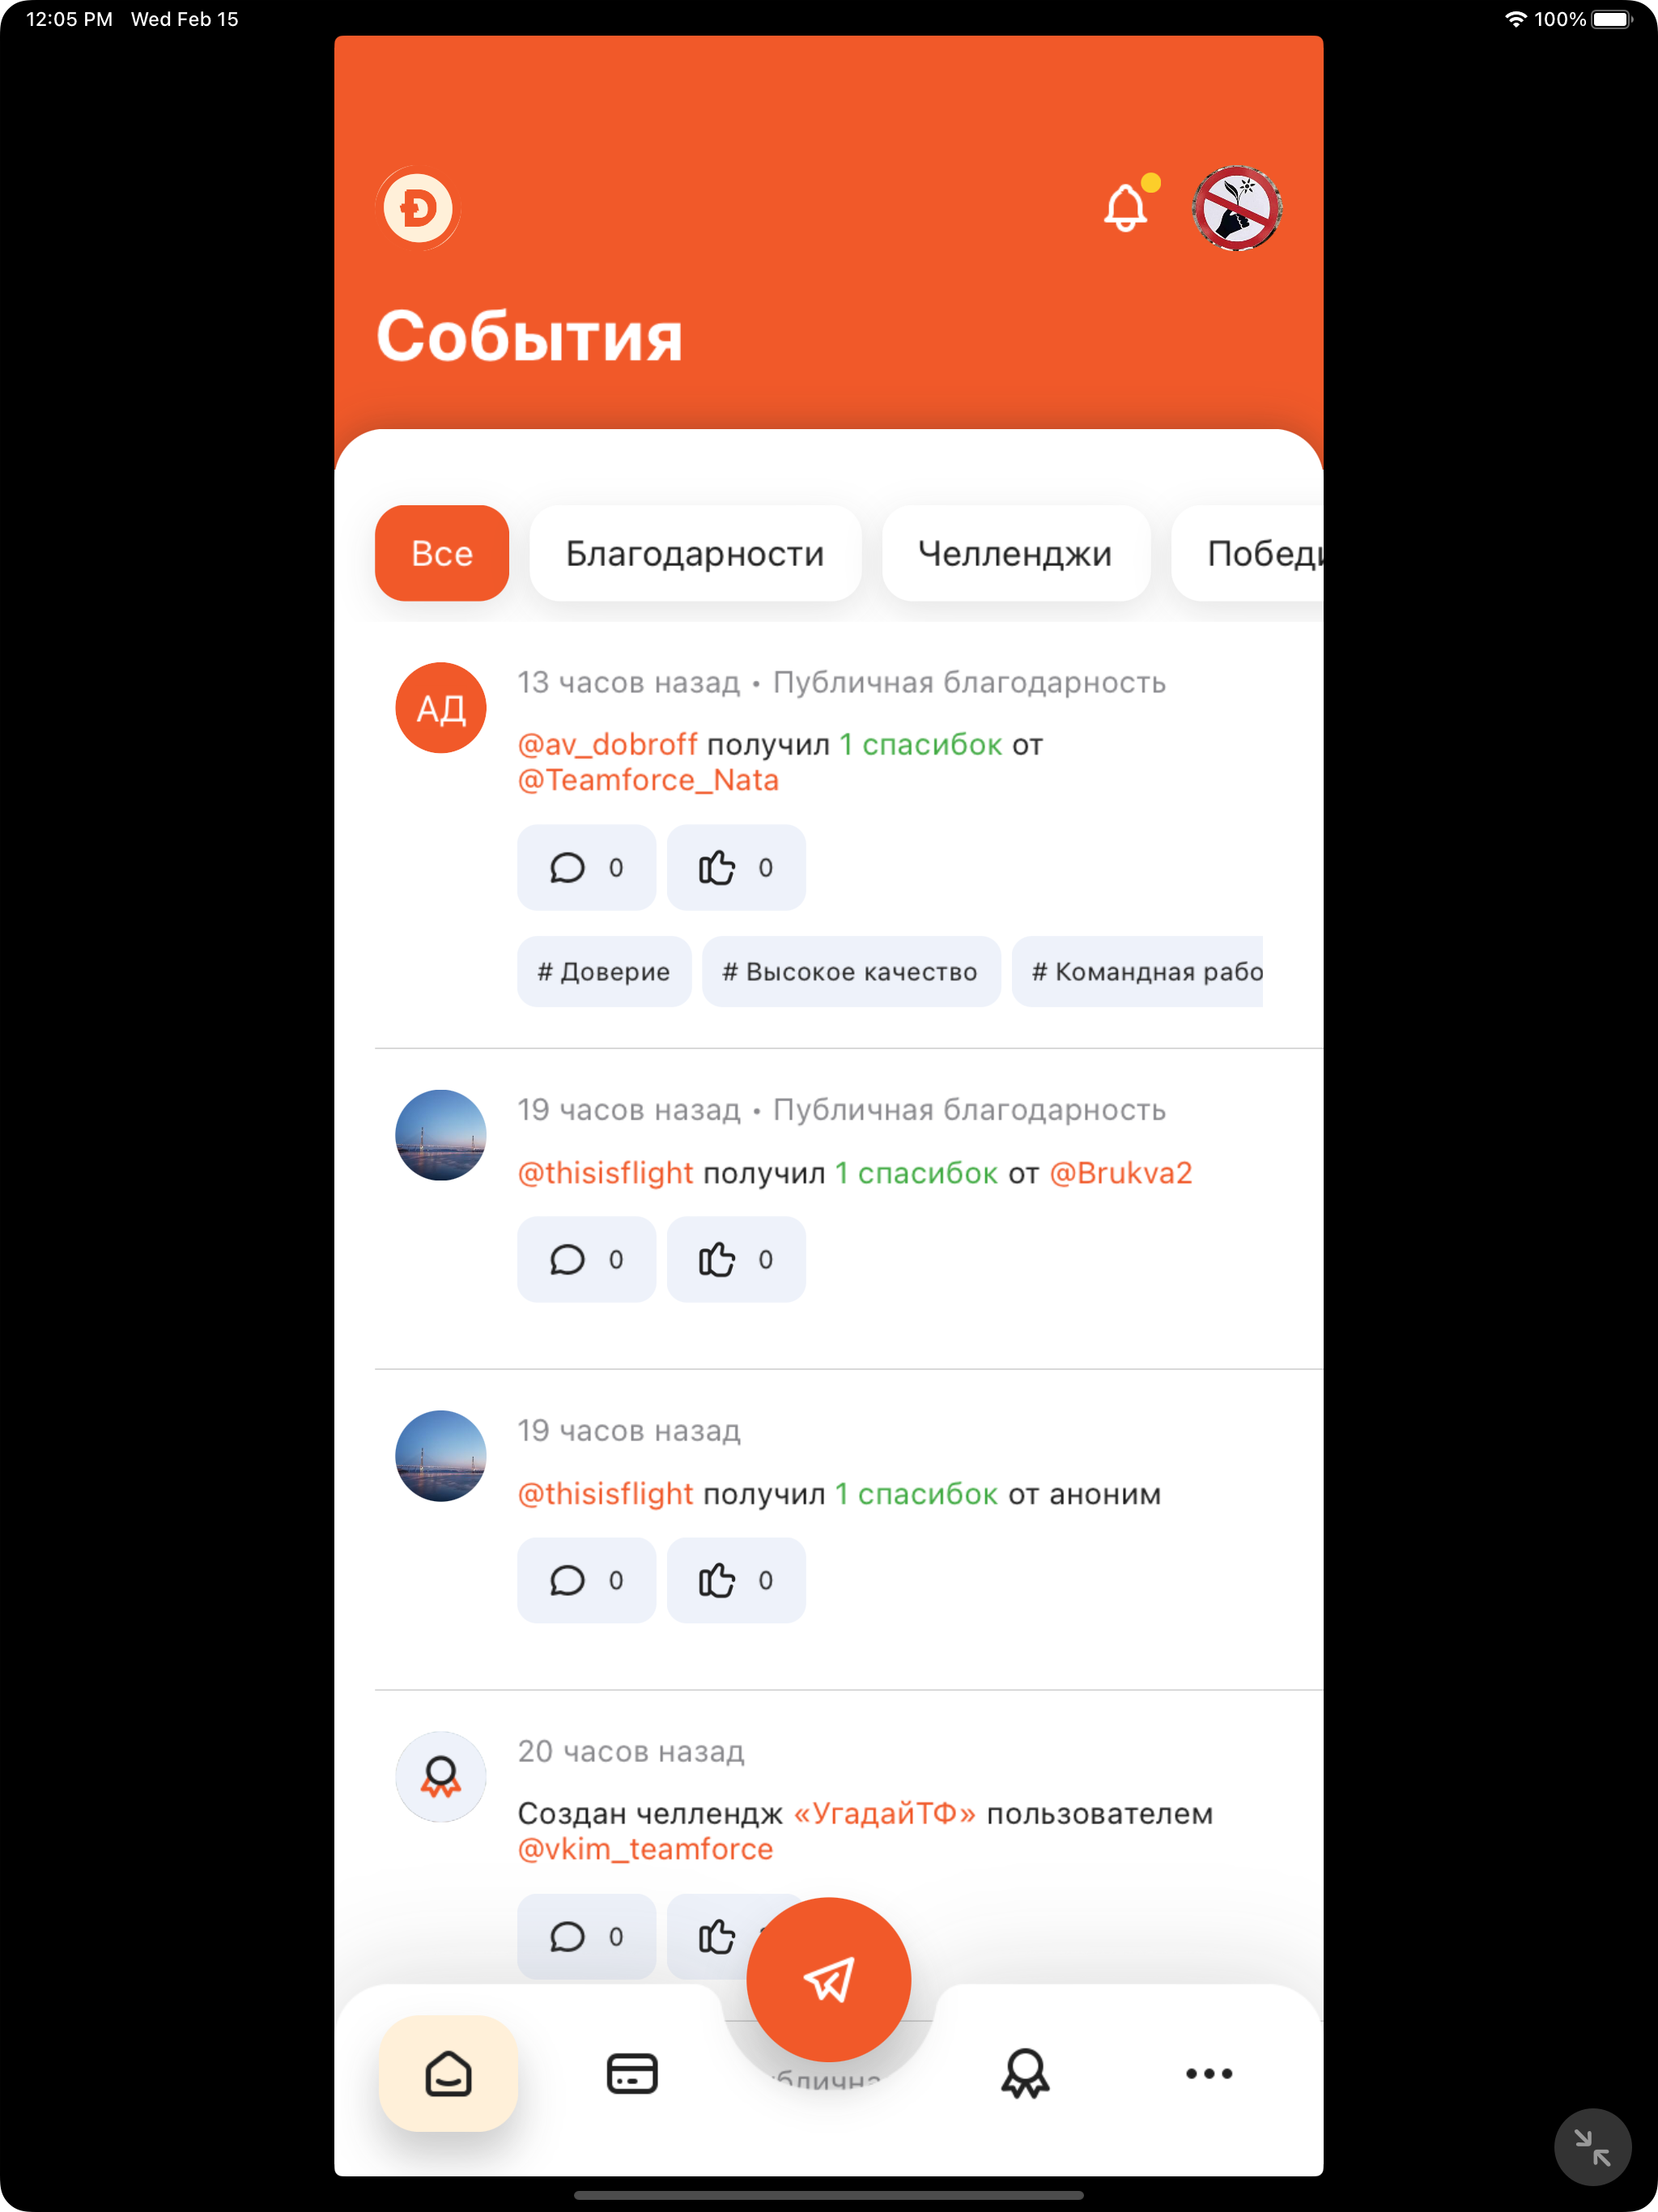 12:05 PM Wed Feb 15
100%
События
Все Благодарности Челленджи
АД
13 часов назад • Публичная благодарность
@av_dobroff получил 1 спасибок от
@Teamforce_Nata
0 0
# Доверие # Высокое качество # Командная рабо
19 часов назад • Публичная благодарность
@thisisflight получил 1 спасибок от @Brukva2
0 0
19 часов назад
@thisisflight получил 1 спасибок от аноним
0 0
20 часов назад
Создан челлендж «УгадайТФ» пользователем
@vkim_teamforce
0